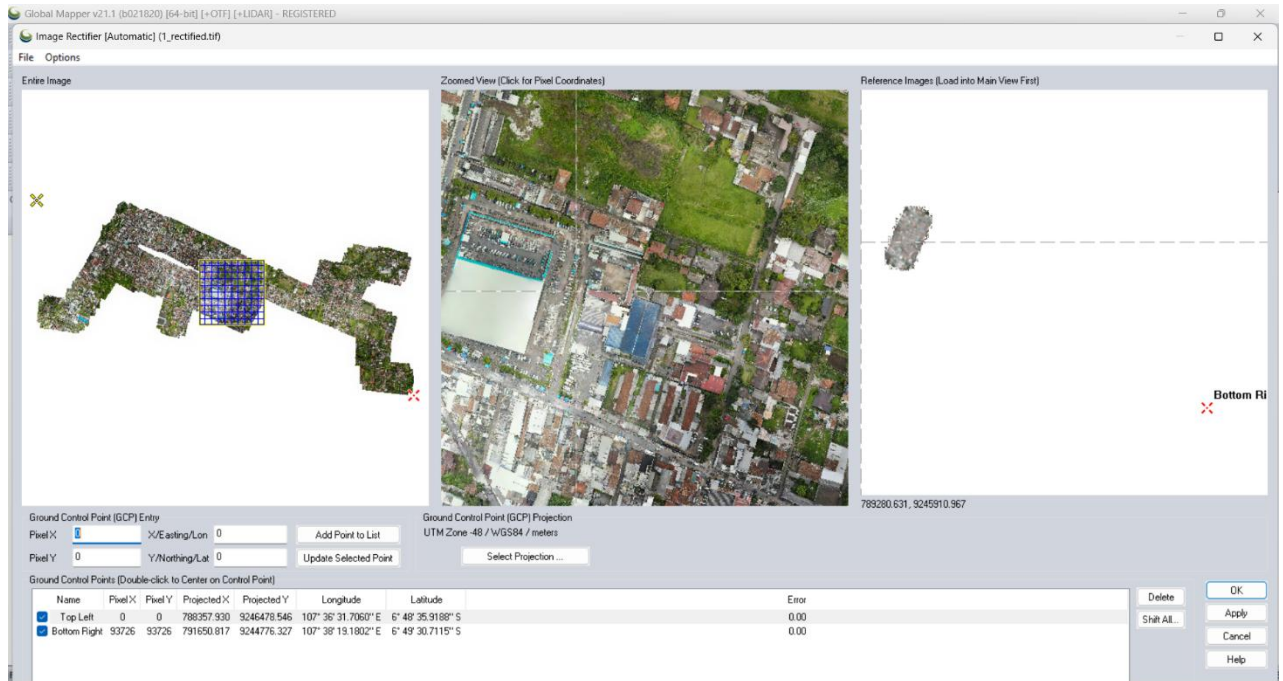 Global Mapper v21.1 (b021820) [64-bit] [+OTF] [+LIDAR] - REGISTERED
Image Rectifier [Automatic] (1_rectified.tif)
File Options
Entire Image
Zoomed View (Click for Pixel Coordinates)
Reference Images (Load into Main View First)
Bottom Ri
789280.631, 9245910.967
Ground Control Point (GCP) Entry
Pixel X 0 X/Easting/Lon 0 Add Point to List
Pixel Y 0 Y/Northing/Lat 0 Update Selected Point
Ground Control Point (GCP) Projection
UTM Zone -48 / WGS84 / meters
Select Projection ...
Ground Control Points (Double-click to Center on Control Point)
Name Pixel X Pixel Y Projected X Projected Y Longitude Latitude Error
Top Left 0 0 788357.930 9246478.546 107° 36' 31.7060" E 6° 48' 35.9188" S 0.00
Bottom Right 93726 93726 791650.817 9244776.327 107° 38' 19.1802" E 6° 49' 30.7115" S 0.00
Delete
Shift All...
OK
Apply
Cancel
Help